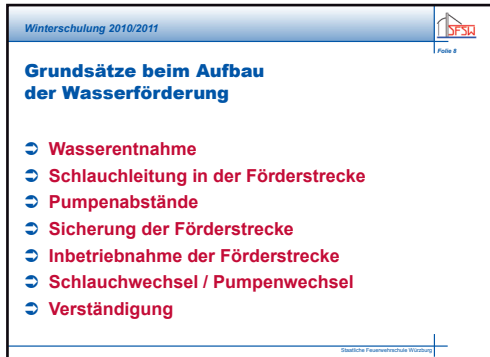 Winterschulung 2010/2011
SFSW
Folie 8
Grundsätze beim Aufbau
der Wasserförderung
➲ Wasserentnahme
➲ Schlauchleitung in der Förderstrecke
➲ Pumpenabstände
➲ Sicherung der Förderstrecke
➲ Inbetriebnahme der Förderstrecke
➲ Schlauchwechsel / Pumpenwechsel
➲ Verständigung
Staatliche Feuerwehrschule Würzburg